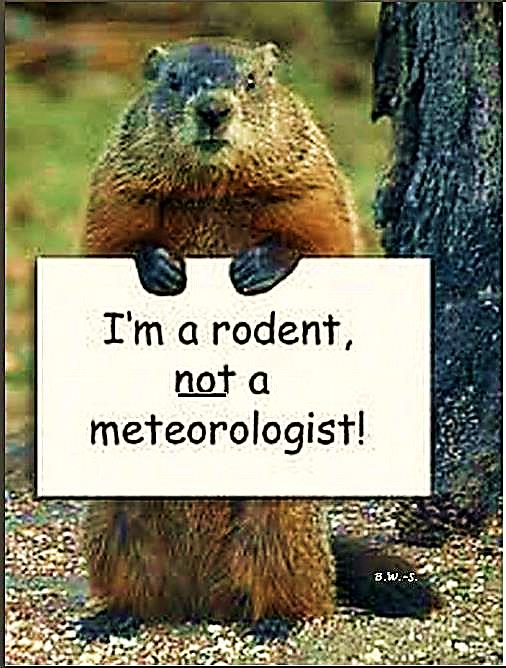 I'm a rodent,
not a
meteorologist!
B.W.-S.